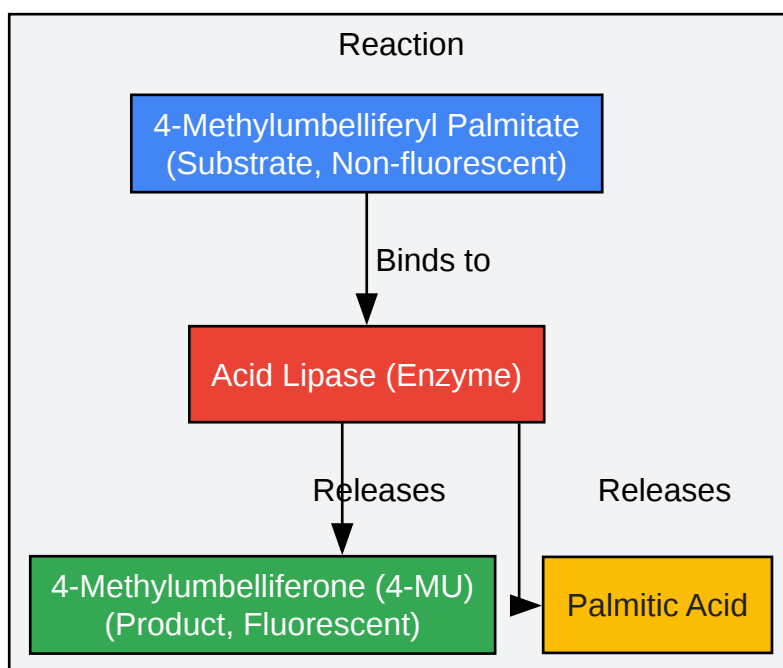 Reaction
4-Methylumbelliferyl Palmitate
(Substrate, Non-fluorescent)
Binds to
Acid Lipase (Enzyme)
Releases
Releases
4-Methylumbelliferone (4-MU)
(Product, Fluorescent)
Palmitic Acid